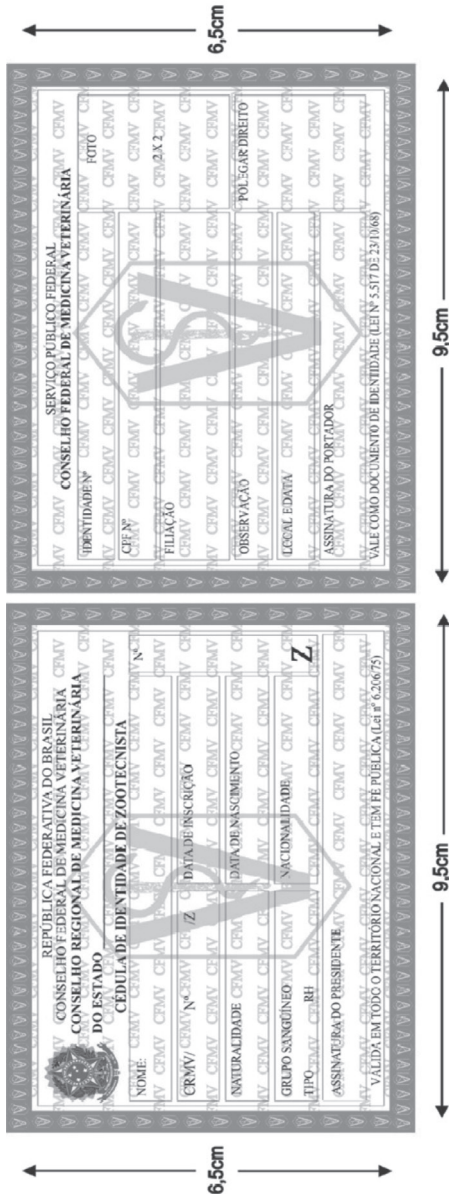 REPÚBLICA FEDERATIVA DO BRASIL
CONSELHO FEDERAL DE MEDICINA VETERINÁRIA
CONSELHO REGIONAL DE MEDICINA VETERINÁRIA
DO ESTADO
CÉDULA DE IDENTIDADE DE ZOOTECNISTA
NOME: Nº
CRMV/ Nº /Z DATA DE INSCRIÇÃO
NATURALIDADE DATA DE NASCIMENTO
GRUPO SANGÜÍNEO NACIONALIDADE
TIPO RH Z
ASSINATURA DO PRESIDENTE
VÁLIDA EM TODO O TERRITÓRIO NACIONAL E TEM FÉ PÚBLICA (Lei nº 6.206/75)
6,5cm
9,5cm
SERVIÇO PÚBLICO FEDERAL
CONSELHO FEDERAL DE MEDICINA VETERINÁRIA
IDENTIDADE Nº FOTO
CPF Nº
FILIAÇÃO 2 X 2
OBSERVAÇÃO POLEGAR DIREITO
LOCAL E DATA
ASSINATURA DO PORTADOR
VALE COMO DOCUMENTO DE IDENTIDADE (LEI Nº 5.517 DE 23/10/68)
6,5cm
9,5cm